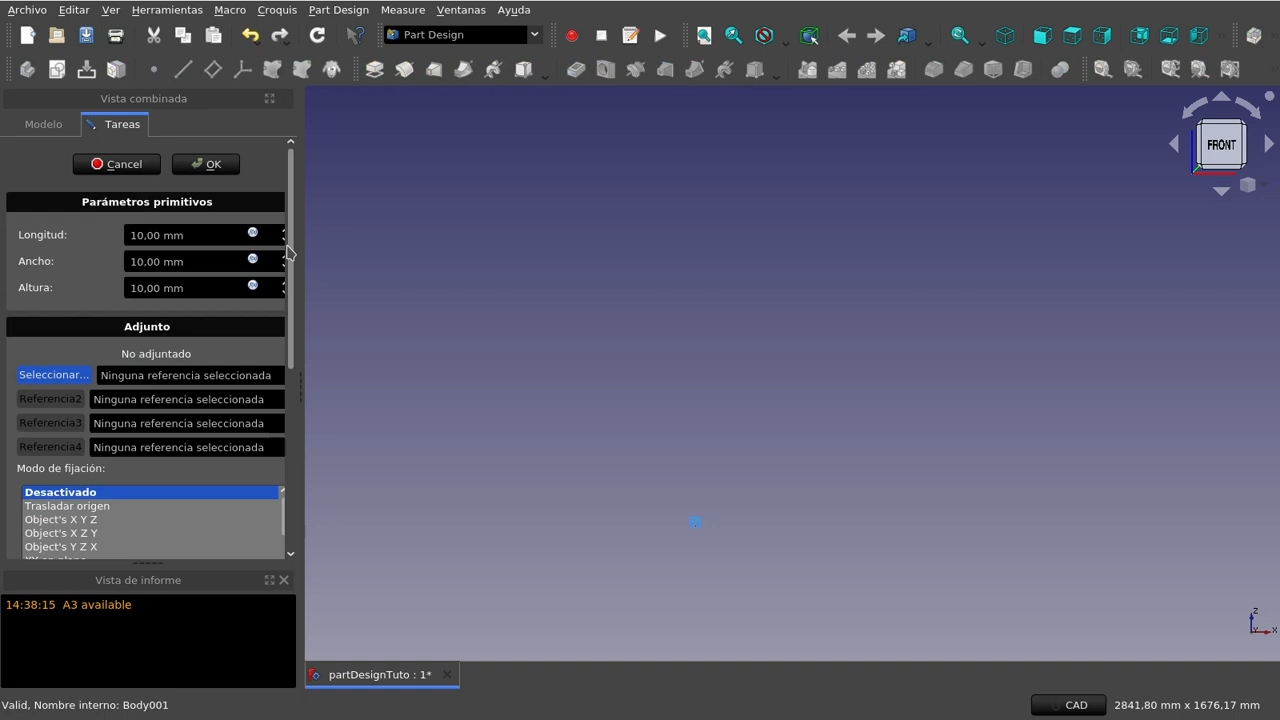 Archivo Editar Ver Herramientas Macro Croquis Part Design Measure Ventanas Ayuda
Part Design
Vista combinada
Modelo Tareas
Cancel OK
Parámetros primitivos
Longitud: 10,00 mm
Ancho: 10,00 mm
Altura: 10,00 mm
Adjunto
No adjuntado
Seleccionar... Ninguna referencia seleccionada
Referencia2 Ninguna referencia seleccionada
Referencia3 Ninguna referencia seleccionada
Referencia4 Ninguna referencia seleccionada
Modo de fijación:
Desactivado
Trasladar origen
Object's X Y Z
Object's X Z Y
Object's Y Z X
Vista de informe
14:38:15 A3 available
FRONT
Z
X
partDesignTuto : 1*
Valid, Nombre interno: Body001
CAD 2841,80 mm x 1676,17 mm